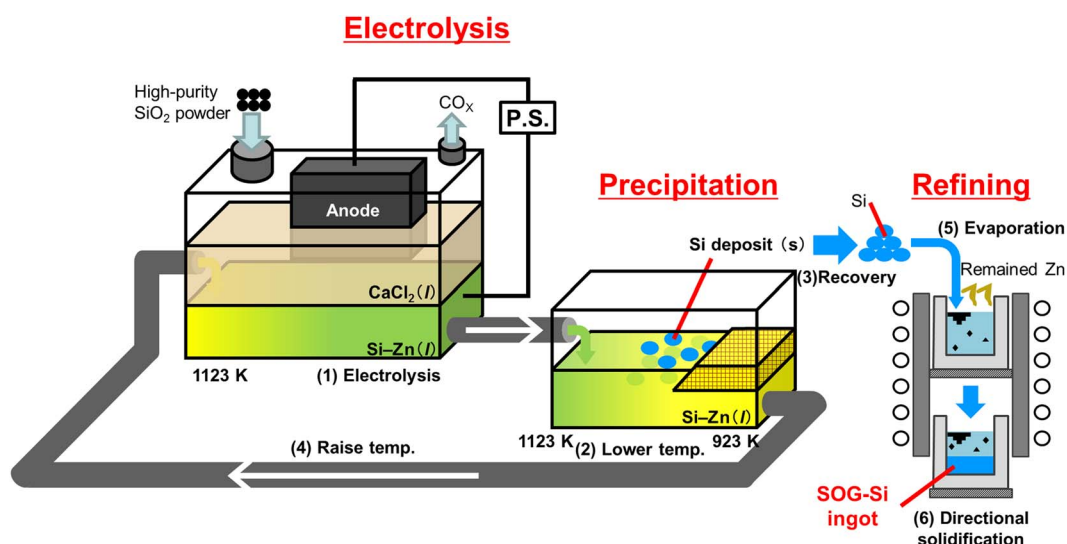 Electrolysis
High-purity
SiO₂ powder
COₓ
P.S.
Anode
CaCl₂(l)
Si–Zn(l)
1123 K
(1) Electrolysis
Precipitation
Si deposit (s)
Si–Zn(l)
1123 K
923 K
(2) Lower temp.
(3)Recovery
(4) Raise temp.
Refining
Si
(5) Evaporation
Remained Zn
SOG-Si
ingot
(6) Directional
solidification